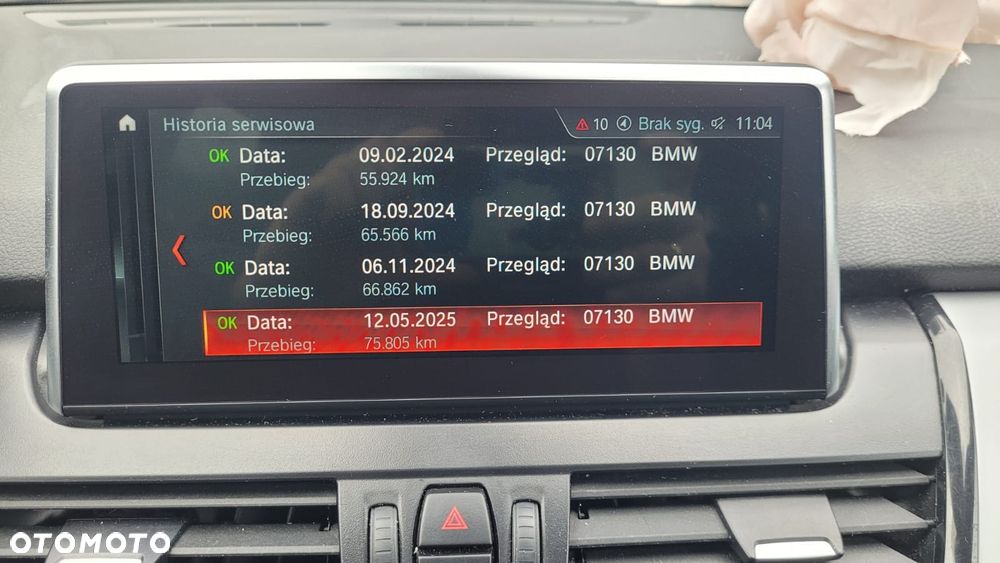 Historia serwisowa 10 Brak syg. 11:04
OK Data: 09.02.2024 Przegląd: 07130 BMW
Przebieg: 55.924 km
OK Data: 18.09.2024 Przegląd: 07130 BMW
Przebieg: 65.566 km
OK Data: 06.11.2024 Przegląd: 07130 BMW
Przebieg: 66.862 km
OK Data: 12.05.2025 Przegląd: 07130 BMW
Przebieg: 75.805 km
OTOMOTO